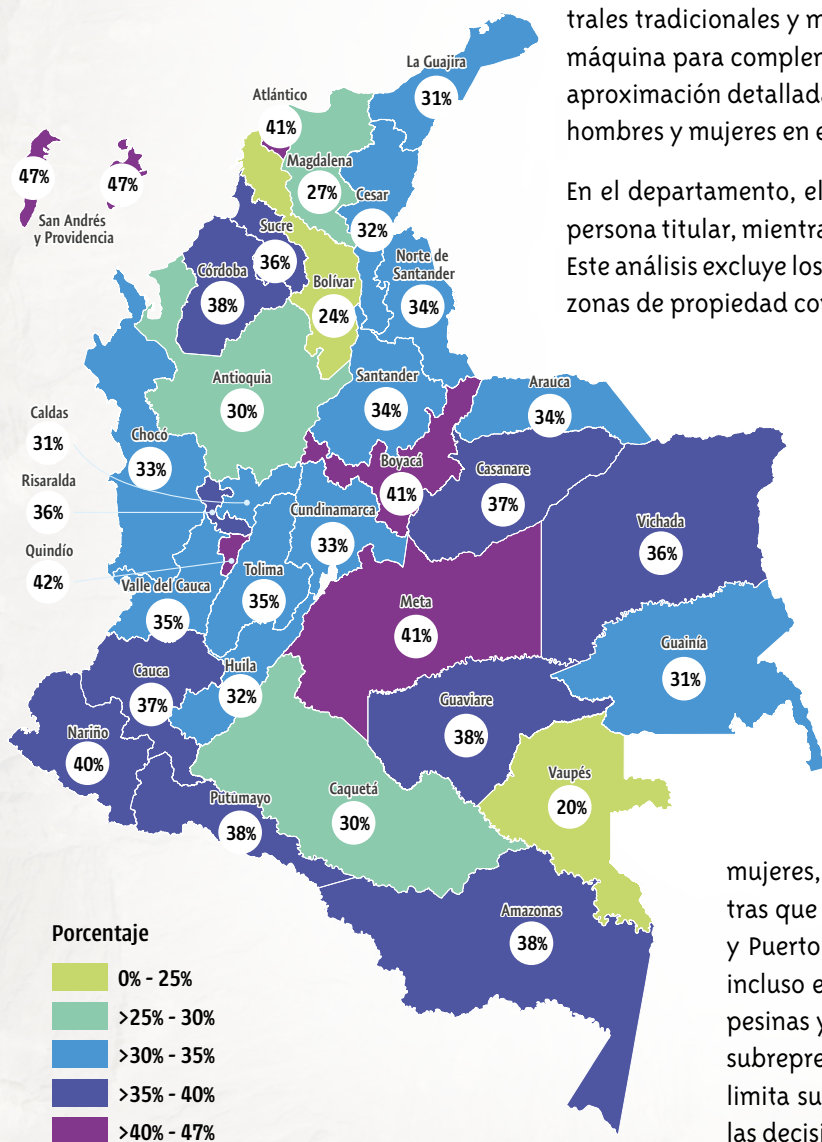 trales tradicionales y m
máquina para complen
aproximación detallada
hombres y mujeres en e
En el departamento, el
persona titular, mientra
Este análisis excluye los
zonas de propiedad co
La Guajira
31%
Atlántico
41%
Magdalena
27%
Cesar
32%
47%
47%
San Andrés
y Providencia
Sucre
36%
Norte de
Santander
34%
Córdoba
38%
Bolívar
24%
Antioquia
30%
Santander
34%
Arauca
34%
Caldas
31%
Chocó
33%
Boyacá
41%
Casanare
37%
Risaralda
36%
Cundinamarca
33%
Vichada
36%
Quindío
42%
Valle del Cauca
35%
Tolima
35%
Meta
41%
Guainía
31%
Cauca
37%
Huila
32%
Guaviare
38%
Nariño
40%
Vaupés
20%
Putumayo
38%
Caquetá
30%
Amazonas
38%
mujeres,
tras que
y Puerto
incluso e
pesinas y
subrepre
limita su
las decisi
Porcentaje
0% - 25%
>25% - 30%
>30% - 35%
>35% - 40%
>40% - 47%